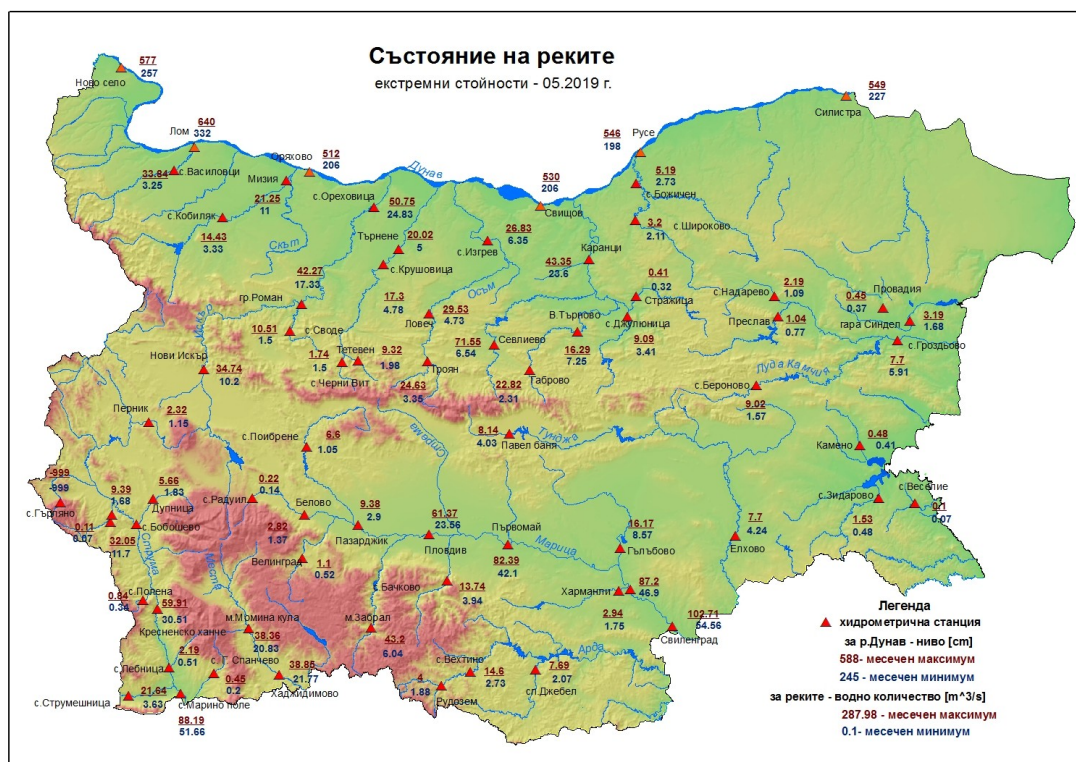 Състояние на реките
екстремни стойности - 05.2019 г.
577
257
Ново село
549
227
Силистра
640
332
Лом
546
198
Русе
Оряхово
512
206
Дунав
530
206
Свищов
33.84
3.25
с.Василовци
Мизия
21.25
11
с.Ореховица
50.75
24.83
5.19
2.73
с.Божичен
с.Кобиляк
14.43
3.33
Скът
Търнене
20.02
5
с.Изгрев
26.83
6.35
3.2
2.11
с.Широково
Каранци
43.35
23.6
с.Крушовица
17.3
4.78
42.27
17.33
гр.Роман
Искър
Осъм
0.41
0.32
Стражица
с.Надарево
2.19
1.09
Провадия
0.45
0.37
Ловеч
29.53
4.73
В.Търново
с.Джулюница
Преслав
1.04
0.77
гара Синдел
3.19
1.68
10.51
1.5
с.Своде
71.55
6.54
Севлиево
16.29
7.25
9.09
3.41
с.Гроздьово
7.7
5.91
Нови Искър
34.74
10.2
1.74
1.5
Тетевен
9.32
1.98
с.Черни Вит
24.63
3.35
Троян
22.82
2.31
Габрово
Луда Камчия
с.Бероново
9.02
1.57
Перник
2.32
1.15
с.Поибрене
6.6
1.05
Стряма
8.14
4.03
Павел баня
Тунджа
Камено
0.48
0.41
-999
-999
с.Гърляно
9.39
1.68
5.66
1.83
Дупница
с.Радуил
0.22
0.14
Белово
9.38
2.9
с.Зидарово
1.53
0.48
с.Веселие
0.1
0.07
0.11
0.07
с.Бобошево
32.05
11.7
2.82
1.37
Пазарджик
61.37
23.56
Пловдив
Първомай
82.39
42.1
Марица
16.17
8.57
Гълъбово
7.7
4.24
Елхово
Струма
Места
Велинград
1.1
0.52
Бачково
13.74
3.94
Харманли
87.2
46.9
2.94
1.75
102.71
54.56
Свиленград
с.Полена
0.84
0.34
59.91
30.51
Кресненско ханче
м.Момина кула
38.36
20.83
м.Забрал
43.2
6.04
с.Лебница
2.19
0.51
с. Г. Спанчево
0.45
0.2
38.85
21.77
Хаджидимово
с.Вехтино
14.6
2.73
4
1.88
Рудозем
7.69
2.07
сп.Джебел
Арда
21.64
3.63
с.Струмешница
с.Марино поле
88.19
51.66
Легенда
хидрометрична станция
за р.Дунав - ниво [cm]
588- месечен максимум
245 - месечен минимум
за реките - водно количество [m^3/s]
287.98 - месечен максимум
0.1- месечен минимум